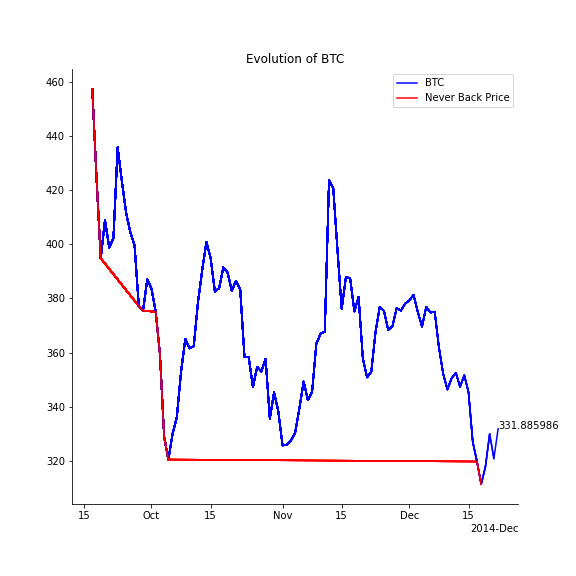 Evolution of BTC
BTC
Never Back Price
460
440
420
400
380
360
340
320
331.885986
15
Oct
15
Nov
15
Dec
15
2014-Dec